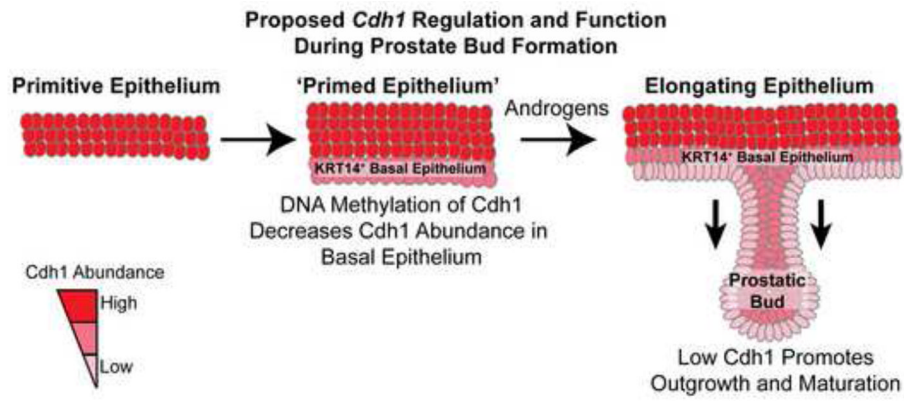 Proposed Cdh1 Regulation and Function
During Prostate Bud Formation
Primitive Epithelium
'Primed Epithelium'
Androgens
Elongating Epithelium
KRT14⁺ Basal Epithelium
KRT14⁺ Basal Epithelium
DNA Methylation of Cdh1
Decreases Cdh1 Abundance in
Basal Epithelium
Cdh1 Abundance
High
Low
Prostatic
Bud
Low Cdh1 Promotes
Outgrowth and Maturation